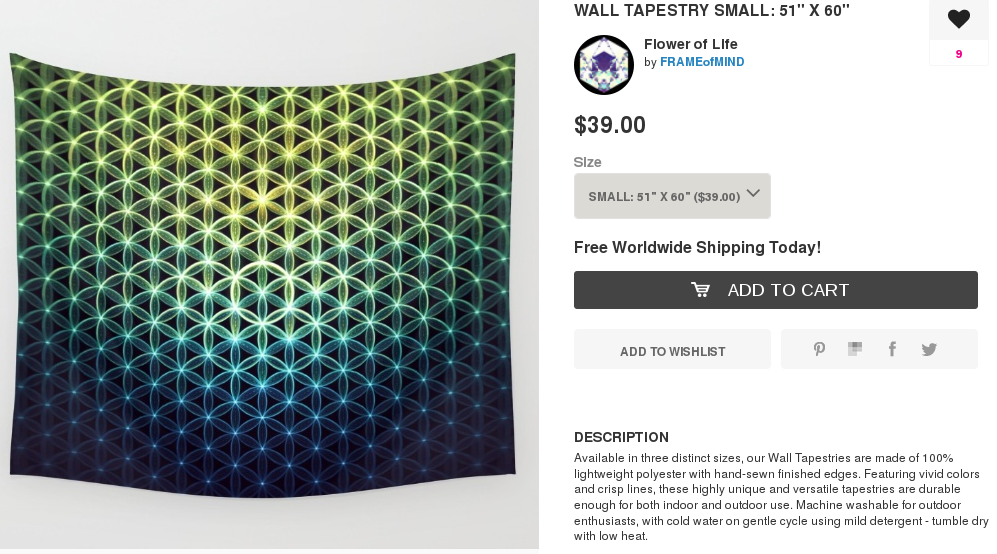 WALL TAPESTRY SMALL: 51" X 60"
9
Flower of Life
by FRAMEofMIND
$39.00
Size
SMALL: 51" X 60" ($39.00)
Free Worldwide Shipping Today!
ADD TO CART
ADD TO WISHLIST
DESCRIPTION
Available in three distinct sizes, our Wall Tapestries are made of 100%
lightweight polyester with hand-sewn finished edges. Featuring vivid colors
and crisp lines, these highly unique and versatile tapestries are durable
enough for both indoor and outdoor use. Machine washable for outdoor
enthusiasts, with cold water on gentle cycle using mild detergent - tumble dry
with low heat.